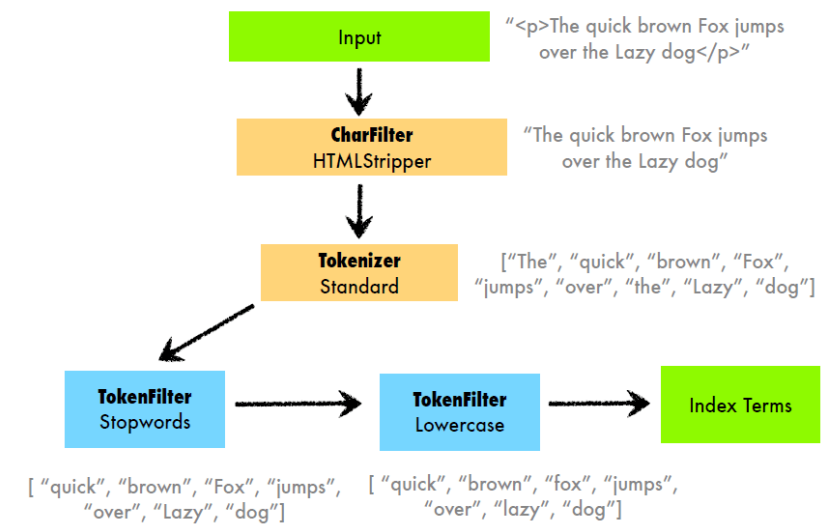 Input
“<p>The quick brown Fox jumps
over the Lazy dog</p>”
CharFilter
HTMLStripper
“The quick brown Fox jumps
over the Lazy dog”
Tokenizer
Standard
[“The”, “quick”, “brown”, “Fox”,
“jumps”, “over”, “the”, “Lazy”, “dog”]
TokenFilter
Stopwords
TokenFilter
Lowercase
Index Terms
[ “quick”, “brown”, “Fox”, “jumps”,
“over”, “Lazy”, “dog”]
[ “quick”, “brown”, “fox”, “jumps”,
“over”, “lazy”, “dog”]